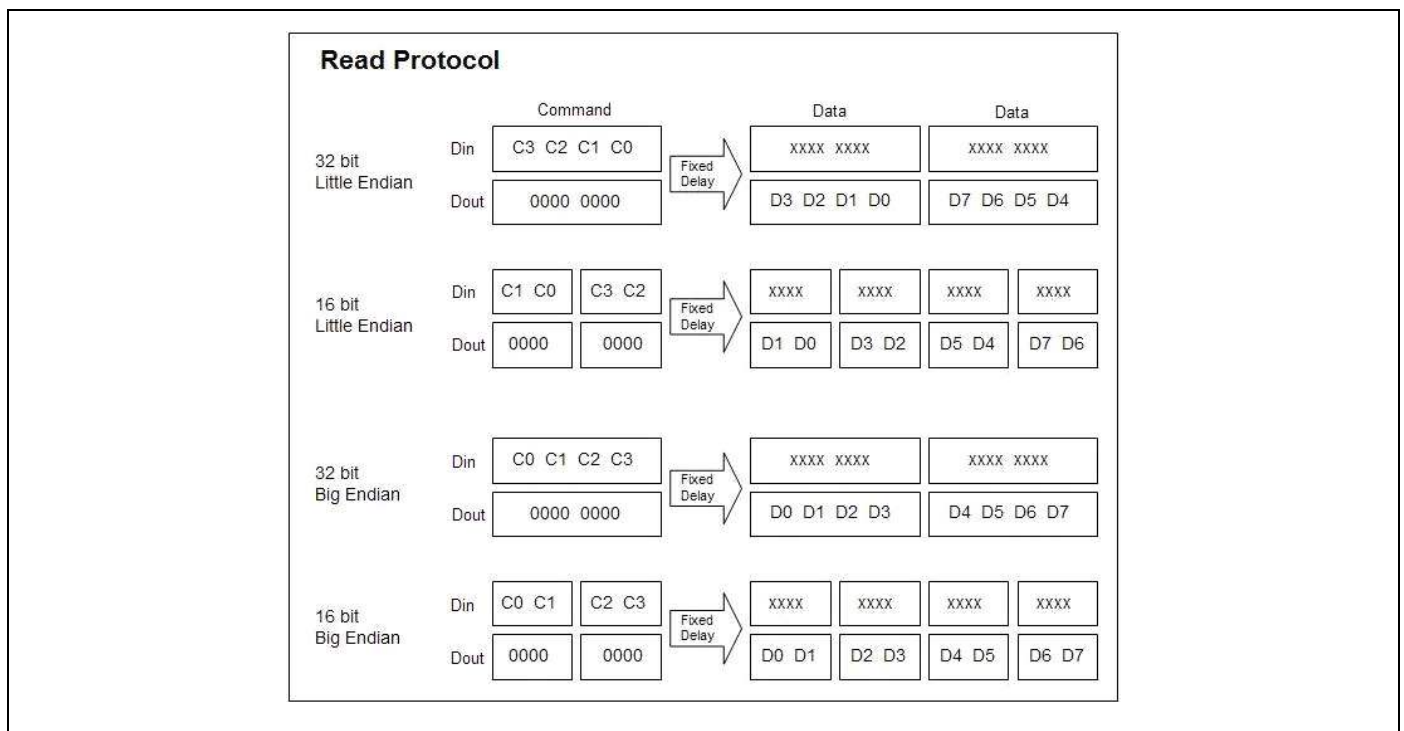 Read Protocol
Command Data Data
32 bit
Little Endian
Din C3 C2 C1 C0 Fixed Delay xxxx xxxx xxxx xxxx
Dout 0000 0000 D3 D2 D1 D0 D7 D6 D5 D4
16 bit
Little Endian
Din C1 C0 C3 C2 Fixed Delay xxxx xxxx xxxx xxxx
Dout 0000 0000 D1 D0 D3 D2 D5 D4 D7 D6
32 bit
Big Endian
Din C0 C1 C2 C3 Fixed Delay xxxx xxxx xxxx xxxx
Dout 0000 0000 D0 D1 D2 D3 D4 D5 D6 D7
16 bit
Big Endian
Din C0 C1 C2 C3 Fixed Delay xxxx xxxx xxxx xxxx
Dout 0000 0000 D0 D1 D2 D3 D4 D5 D6 D7